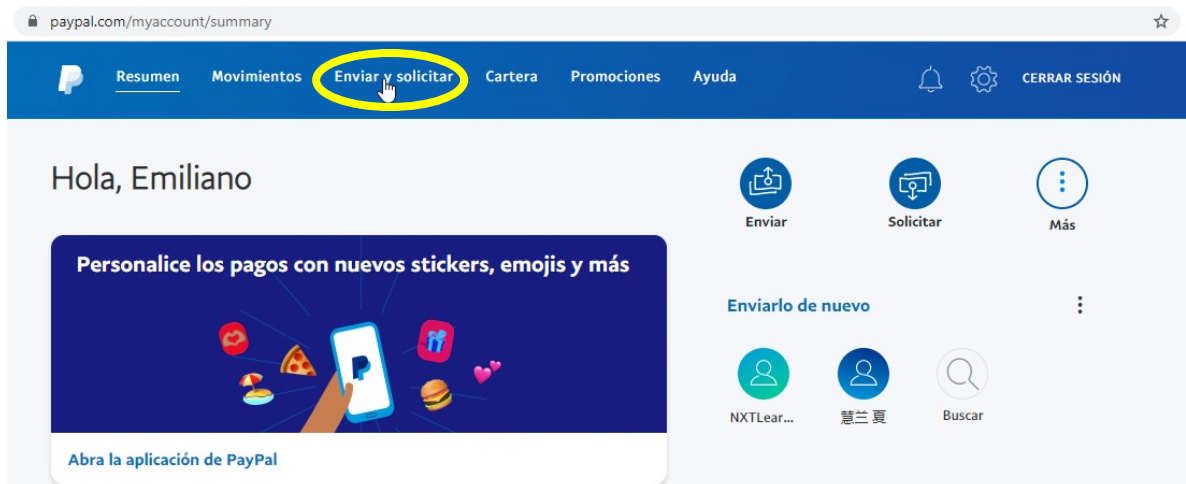 paypal.com/myaccount/summary
Resumen Movimientos Enviar y solicitar Cartera Promociones Ayuda CERRAR SESIÓN
Hola, Emiliano
Enviar Solicitar Más
Personalice los pagos con nuevos stickers, emojis y más
Enviarlo de nuevo
NXTLear... 慧兰 夏 Buscar
Abra la aplicación de PayPal